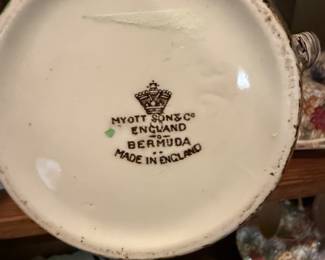 MYOTT SON & Co
ENGLAND
BERMUDA
MADE IN ENGLAND